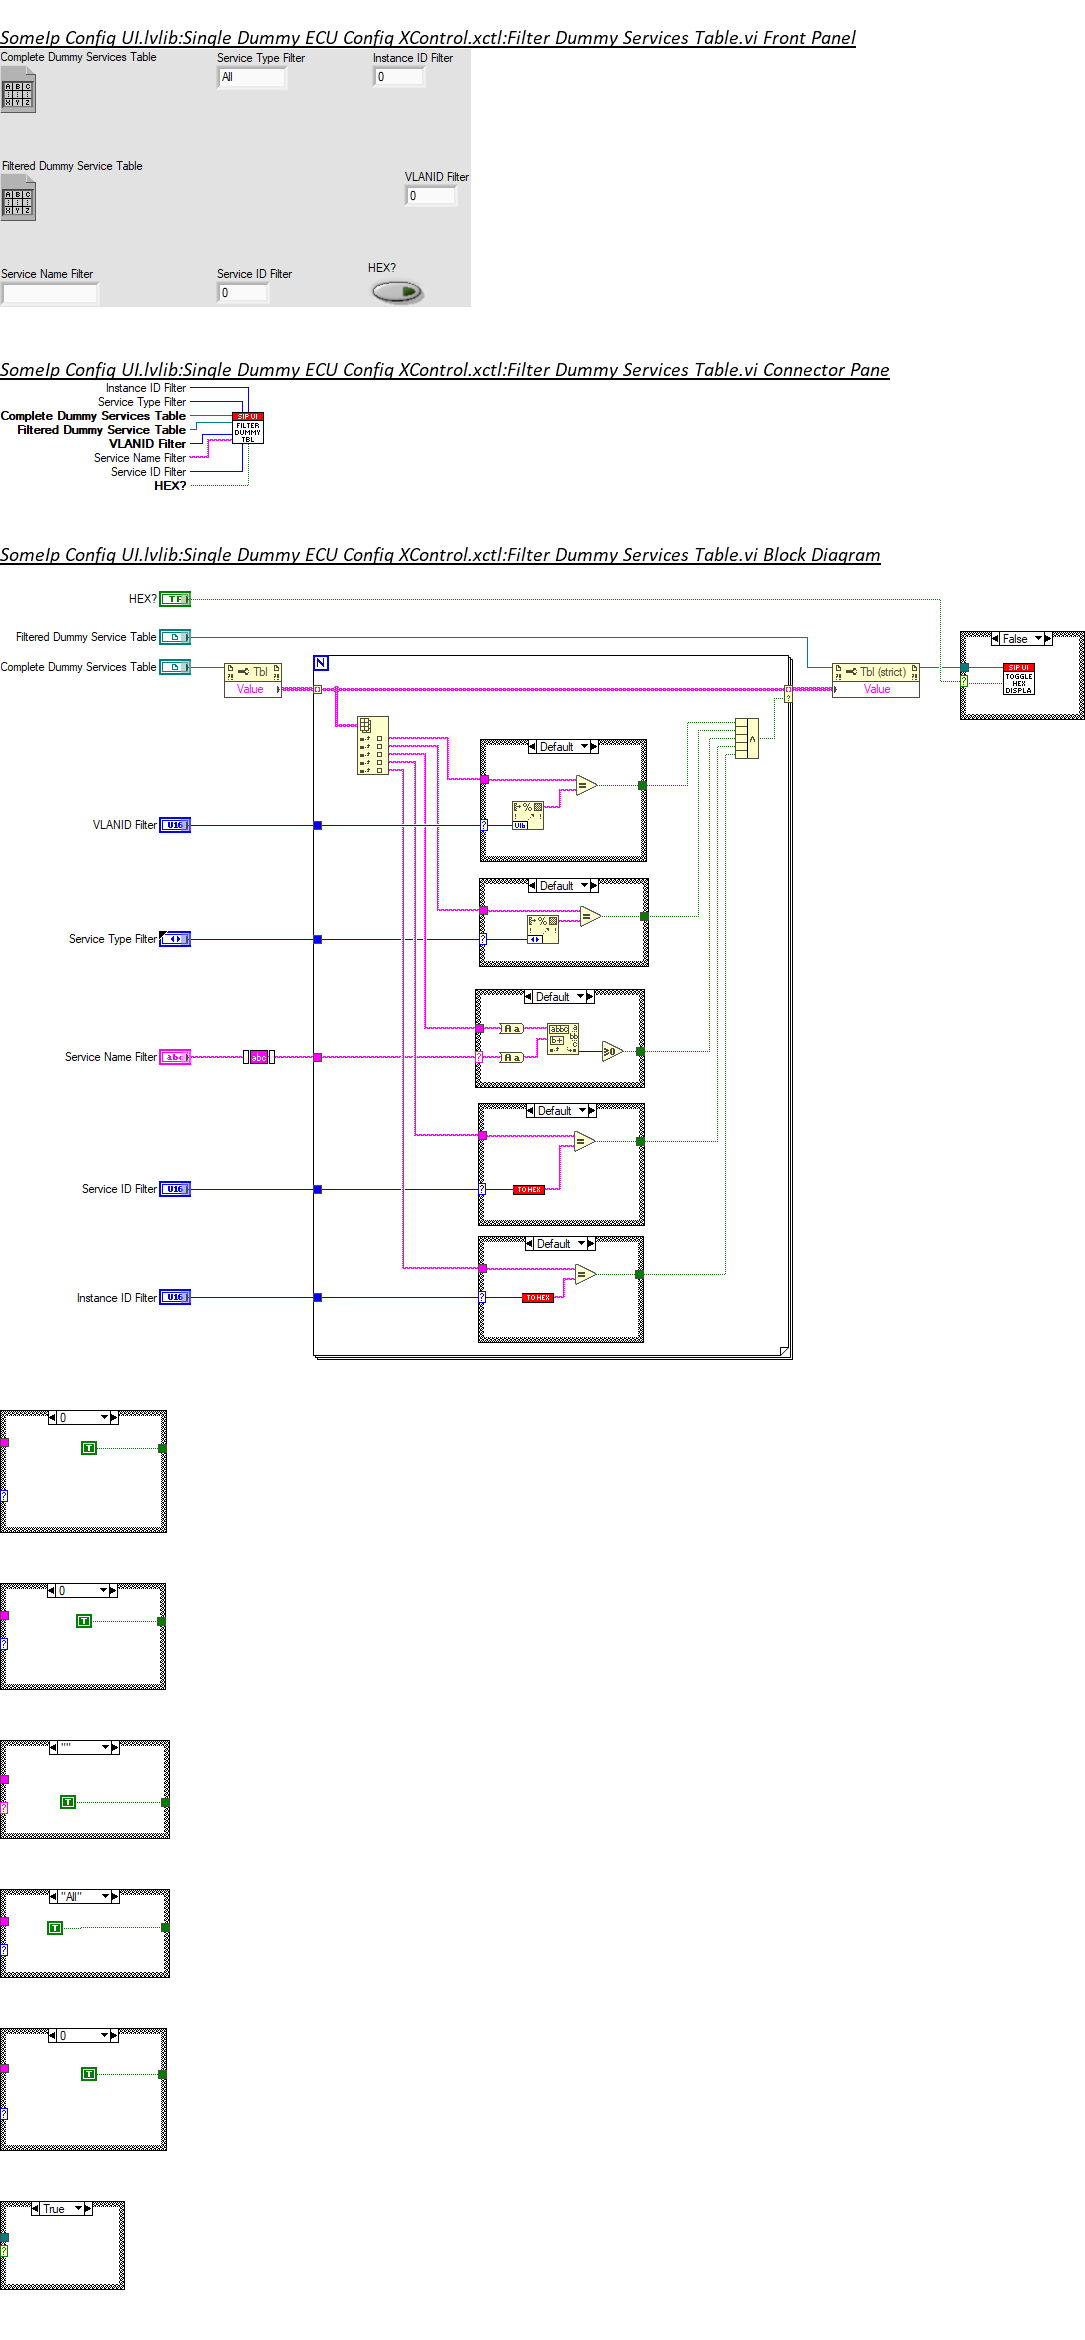 SomeIp Config UI.lvlib:Single Dummy ECU Config XControl.xctl:Filter Dummy Services Table.vi Front Panel
Complete Dummy Services Table
Service Type Filter
Instance ID Filter
All
0
Filtered Dummy Service Table
VLANID Filter
0
Service Name Filter
Service ID Filter
HEX?
0
SomeIp Config UI.lvlib:Single Dummy ECU Config XControl.xctl:Filter Dummy Services Table.vi Connector Pane
Instance ID Filter
Service Type Filter
Complete Dummy Services Table
Filtered Dummy Service Table
VLANID Filter
Service Name Filter
Service ID Filter
HEX?
SIP UI
FILTER
DUMMY
TBL
SomeIp Config UI.lvlib:Single Dummy ECU Config XControl.xctl:Filter Dummy Services Table.vi Block Diagram
HEX?
TF
Filtered Dummy Service Table
False
Complete Dummy Services Table
Tbl
Value
N
Tbl (strict)
Value
SIP UI
TOGGLE
HEX
DISPLA
Default
VLANID Filter
U16
Default
Service Type Filter
Default
Service Name Filter
abc
abc
Aa
Aa
≥0
Default
Service ID Filter
U16
TO HEX
Default
Instance ID Filter
U16
TO HEX
0
T
0
T
""
T
"All"
T
0
T
True